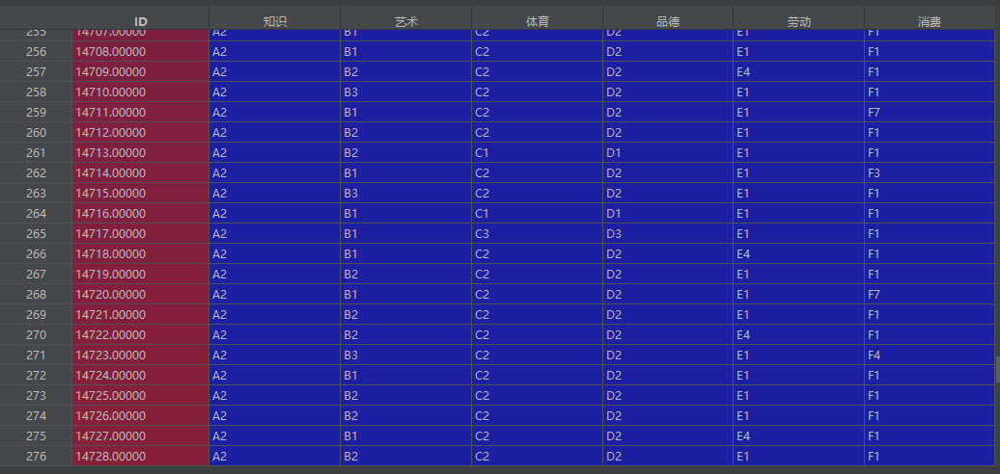 ID 知识 艺术 体育 品德 劳动 消费
255 14707.00000 A2 B1 C2 D2 E1 F1
256 14708.00000 A2 B1 C2 D2 E1 F1
257 14709.00000 A2 B2 C2 D2 E4 F1
258 14710.00000 A2 B3 C2 D2 E1 F1
259 14711.00000 A2 B1 C2 D2 E1 F7
260 14712.00000 A2 B2 C2 D2 E1 F1
261 14713.00000 A2 B2 C1 D1 E1 F1
262 14714.00000 A2 B1 C2 D2 E1 F3
263 14715.00000 A2 B3 C2 D2 E1 F1
264 14716.00000 A2 B1 C1 D1 E1 F1
265 14717.00000 A2 B1 C3 D3 E1 F1
266 14718.00000 A2 B1 C2 D2 E4 F1
267 14719.00000 A2 B2 C2 D2 E1 F1
268 14720.00000 A2 B1 C2 D2 E1 F7
269 14721.00000 A2 B2 C2 D2 E1 F1
270 14722.00000 A2 B2 C2 D2 E4 F1
271 14723.00000 A2 B3 C2 D2 E1 F4
272 14724.00000 A2 B1 C2 D2 E1 F1
273 14725.00000 A2 B2 C2 D2 E1 F1
274 14726.00000 A2 B2 C2 D2 E1 F1
275 14727.00000 A2 B1 C2 D2 E4 F1
276 14728.00000 A2 B2 C2 D2 E1 F1